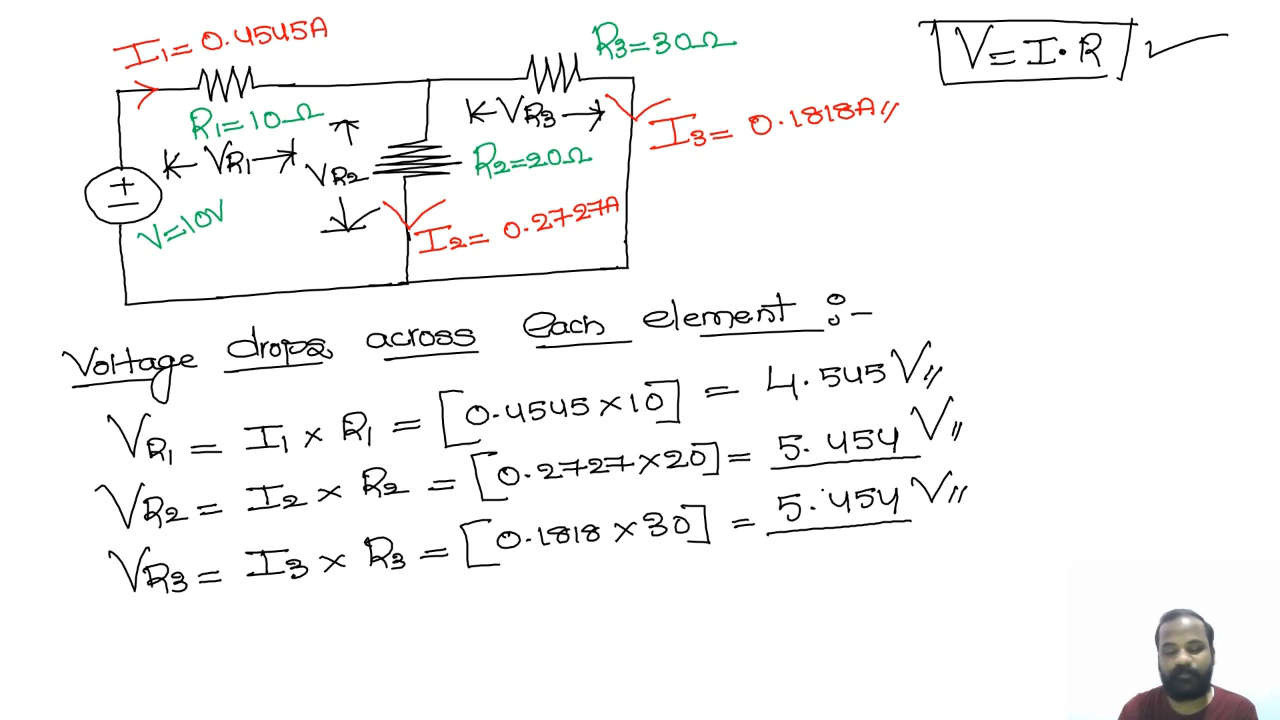 I1 = 0.4545A
R3=30Ω
V = I·R
R1=10Ω
VR3
I3 = 0.1818A//
VR1
VR2
R2=20Ω
V=10V
I2 = 0.2727A
Voltage drops across each element :-
VR1 = I1 × R1 = [0.4545×10] = 4.545V//
VR2 = I2 × R2 = [0.2727×20] = 5.454 V//
VR3 = I3 × R3 = [0.1818×30] = 5.454 V//